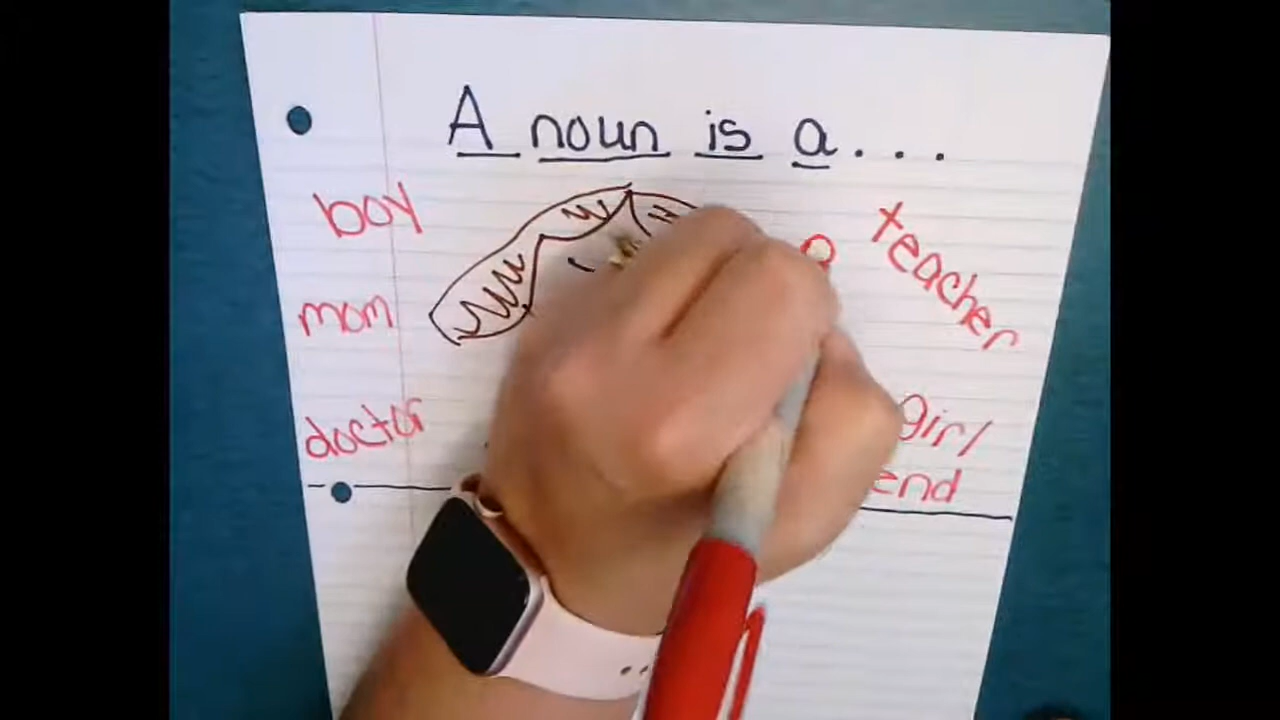 A noun is a...
boy
teacher
mom
doctor
girl
end